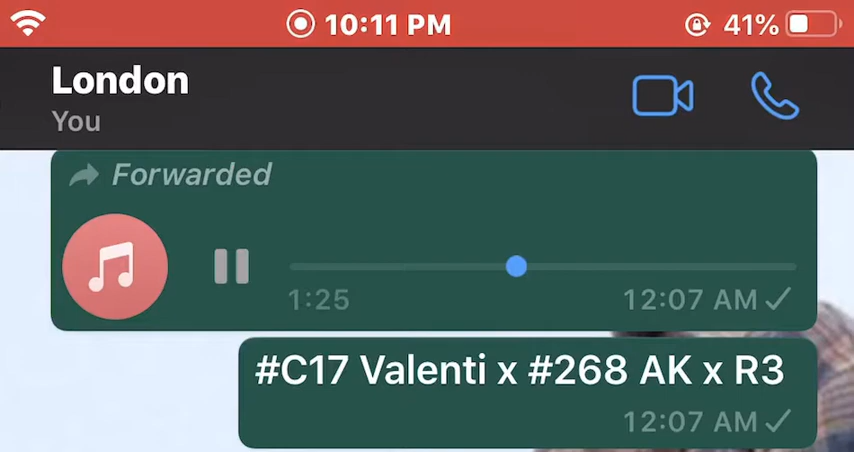 10:11 PM 41%
London
You
Forwarded
1:25 12:07 AM
#C17 Valenti x #268 AK x R3
12:07 AM